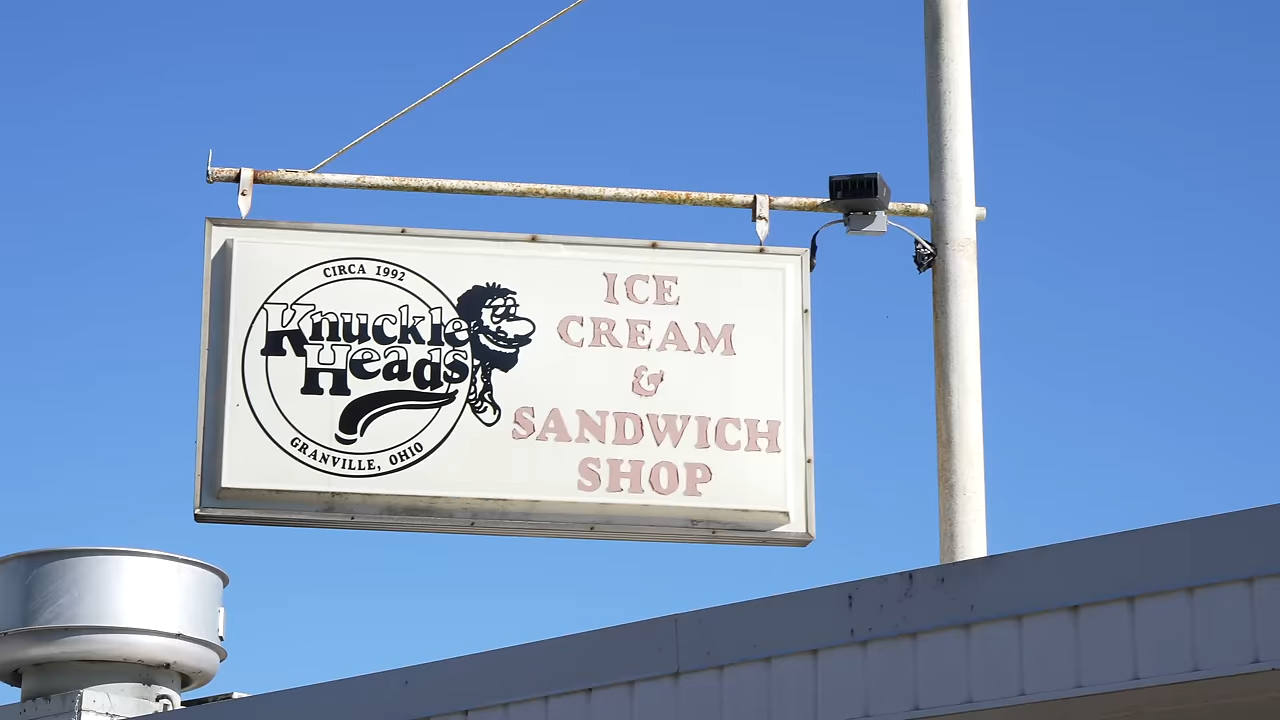 CIRCA 1992
Knuckle
Heads
GRANVILLE, OHIO
ICE
CREAM
&
SANDWICH
SHOP